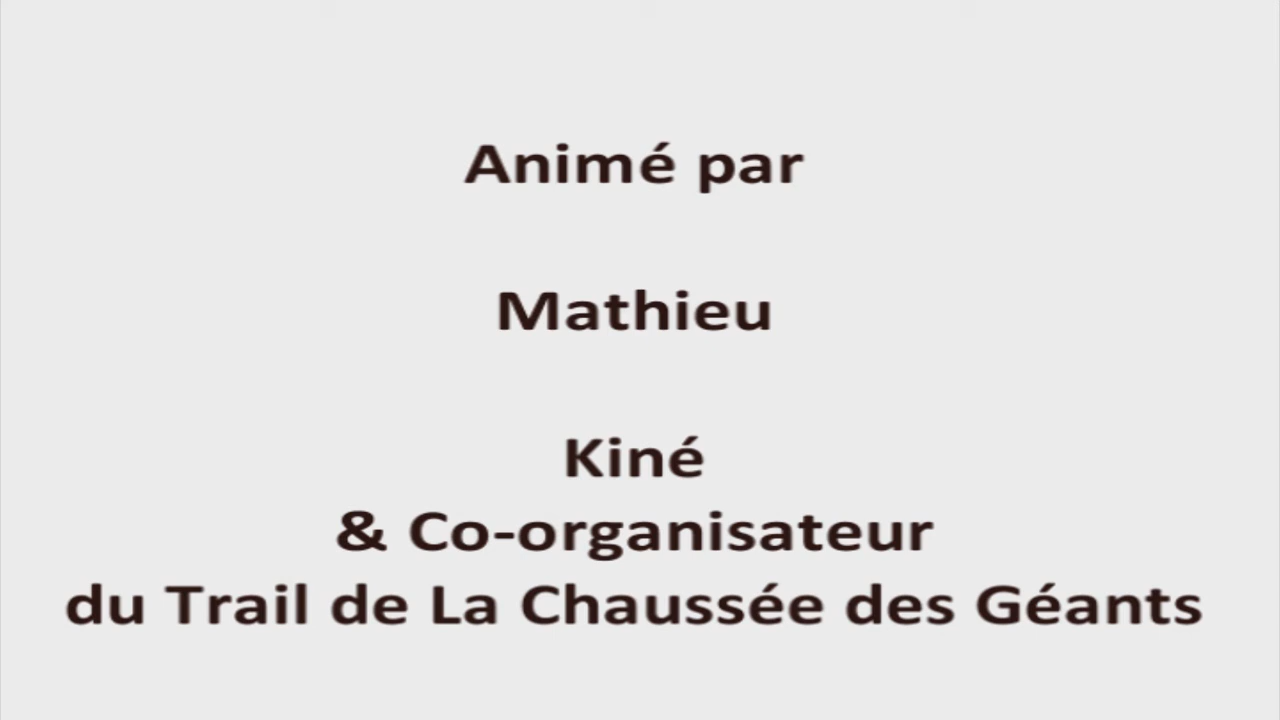 Animé par
Mathieu
Kiné
& Co-organisateur
du Trail de La Chaussée des Géants